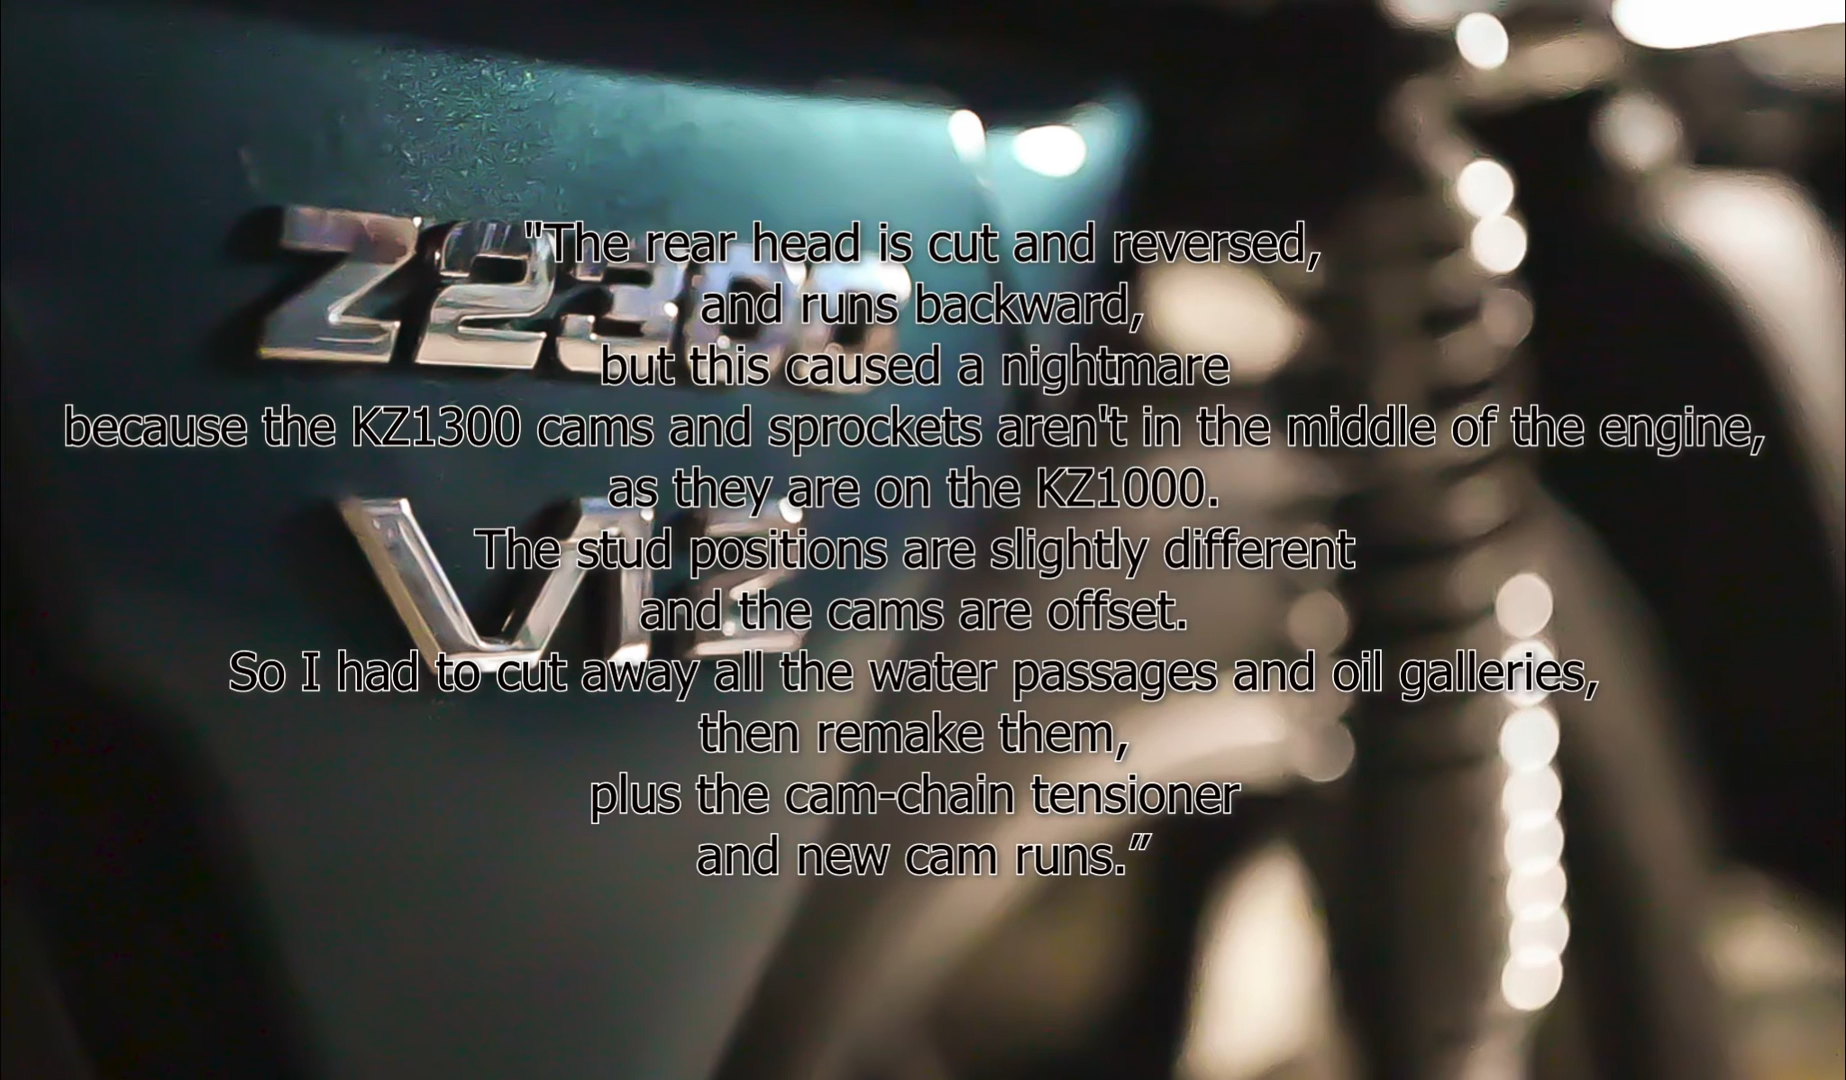 Z2300
V12
"The rear head is cut and reversed,
and runs backward,
but this caused a nightmare
because the KZ1300 cams and sprockets aren't in the middle of the engine,
as they are on the KZ1000.
The stud positions are slightly different
and the cams are offset.
So I had to cut away all the water passages and oil galleries,
then remake them,
plus the cam-chain tensioner
and new cam runs.”